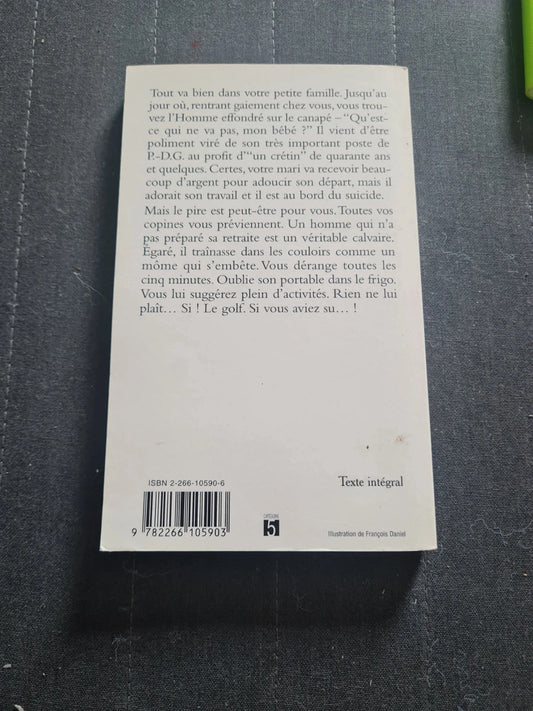 Tout va bien dans votre petite famille. Jusqu'au
jour où, rentrant gaiement chez vous, vous trou-
vez l'Homme effondré sur le canapé – “Qu'est-
ce qui ne va pas, mon bébé ?” Il vient d'être
poliment viré de son très important poste de
P.-D.G. au profit d'“un crétin” de quarante ans
et quelques. Certes, votre mari va recevoir beau-
coup d'argent pour adoucir son départ, mais il
adorait son travail et il est au bord du suicide.
Mais le pire est peut-être pour vous. Toutes vos
copines vous préviennent. Un homme qui n'a
pas préparé sa retraite est un véritable calvaire.
Égaré, il traînasse dans les couloirs comme un
môme qui s'embête. Vous dérange toutes les
cinq minutes. Oublie son portable dans le frigo.
Vous lui suggérez plein d'activités. Rien ne lui
plaît… Si ! Le golf. Si vous aviez su… !
ISBN 2-266-10590-6
Texte intégral
CATÉGORIE
5
9 782266 105903
Illustration de François Daniel